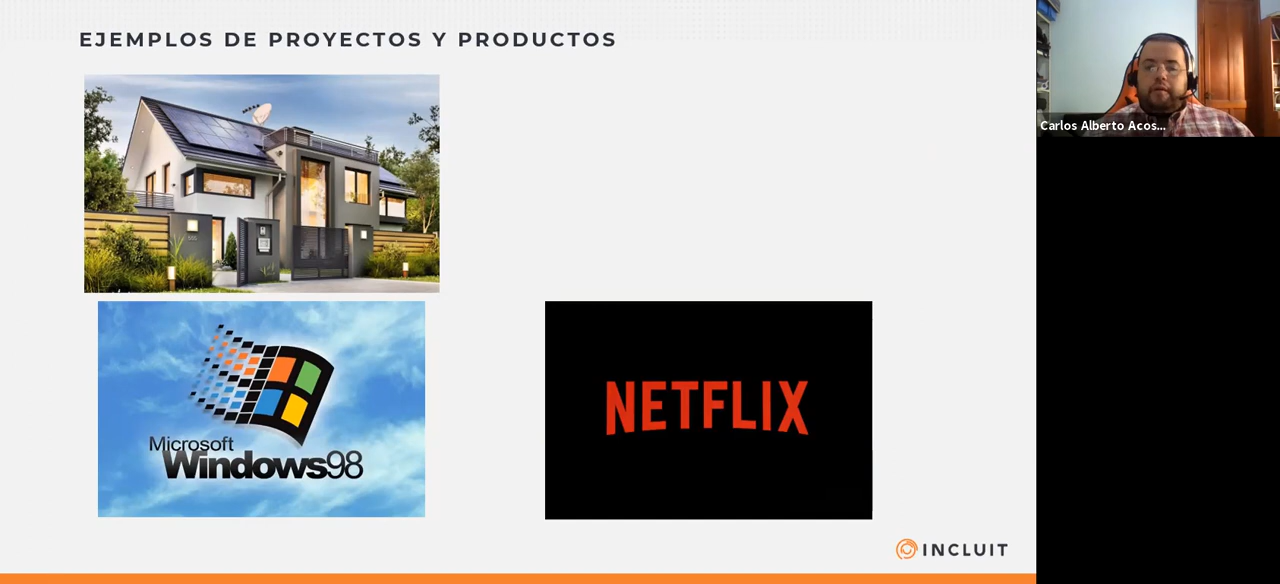 EJEMPLOS DE PROYECTOS Y PRODUCTOS
Carlos Alberto Acos...
Microsoft
Windows98
NETFLIX
INCLUIT